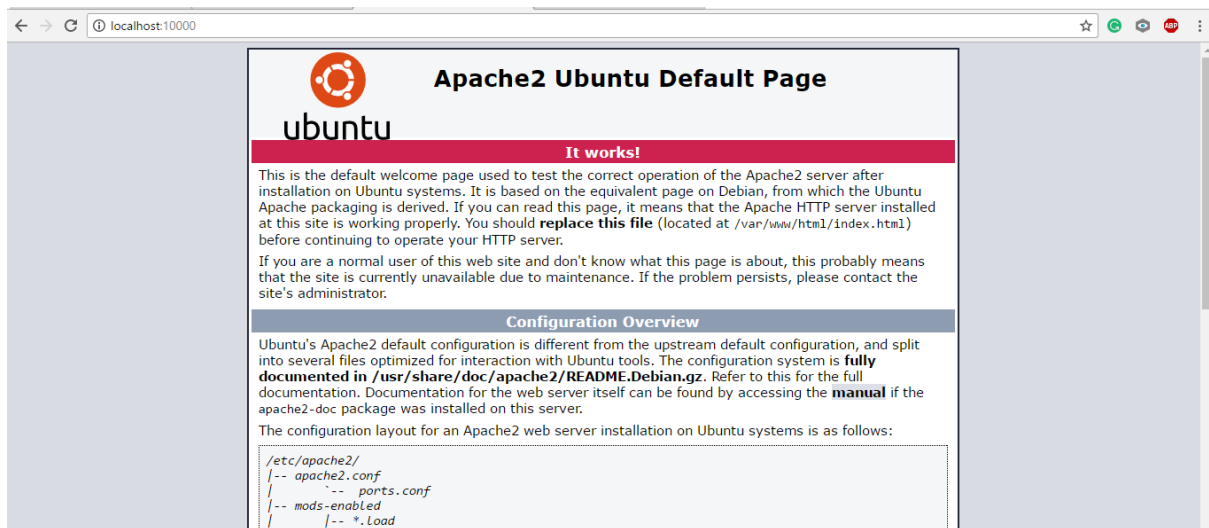 localhost:10000
ABP
Apache2 Ubuntu Default Page
ubuntu
It works!
This is the default welcome page used to test the correct operation of the Apache2 server after
installation on Ubuntu systems. It is based on the equivalent page on Debian, from which the Ubuntu
Apache packaging is derived. If you can read this page, it means that the Apache HTTP server installed
at this site is working properly. You should replace this file (located at /var/www/html/index.html)
before continuing to operate your HTTP server.
If you are a normal user of this web site and don't know what this page is about, this probably means
that the site is currently unavailable due to maintenance. If the problem persists, please contact the
site's administrator.
Configuration Overview
Ubuntu's Apache2 default configuration is different from the upstream default configuration, and split
into several files optimized for interaction with Ubuntu tools. The configuration system is fully
documented in /usr/share/doc/apache2/README.Debian.gz. Refer to this for the full
documentation. Documentation for the web server itself can be found by accessing the manual if the
apache2-doc package was installed on this server.
The configuration layout for an Apache2 web server installation on Ubuntu systems is as follows:
/etc/apache2/
|-- apache2.conf
|       `--  ports.conf
|-- mods-enabled
|       |-- *.load